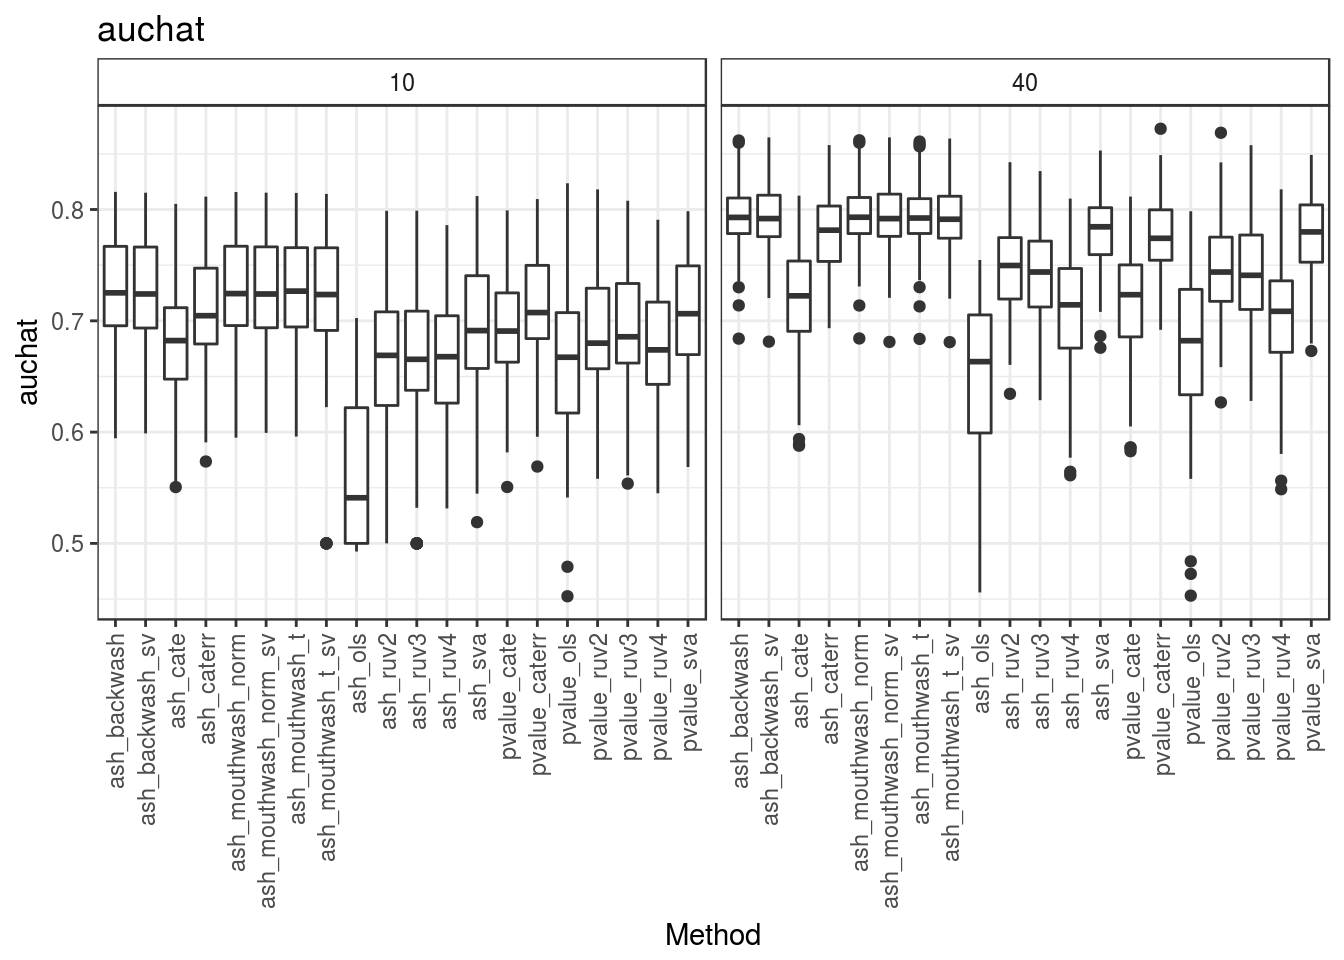 auchat
10
40
auchat
0.8
0.7
0.6
0.5
ash_backwash
ash_backwash_sv
ash_cate
ash_caterr
ash_mouthwash_norm
ash_mouthwash_norm_sv
ash_mouthwash_t
ash_mouthwash_t_sv
ash_ols
ash_ruv2
ash_ruv3
ash_ruv4
ash_sva
pvalue_cate
pvalue_caterr
pvalue_ols
pvalue_ruv2
pvalue_ruv3
pvalue_ruv4
pvalue_sva
ash_backwash
ash_backwash_sv
ash_cate
ash_caterr
ash_mouthwash_norm
ash_mouthwash_norm_sv
ash_mouthwash_t
ash_mouthwash_t_sv
ash_ols
ash_ruv2
ash_ruv3
ash_ruv4
ash_sva
pvalue_cate
pvalue_caterr
pvalue_ols
pvalue_ruv2
pvalue_ruv3
pvalue_ruv4
pvalue_sva
Method